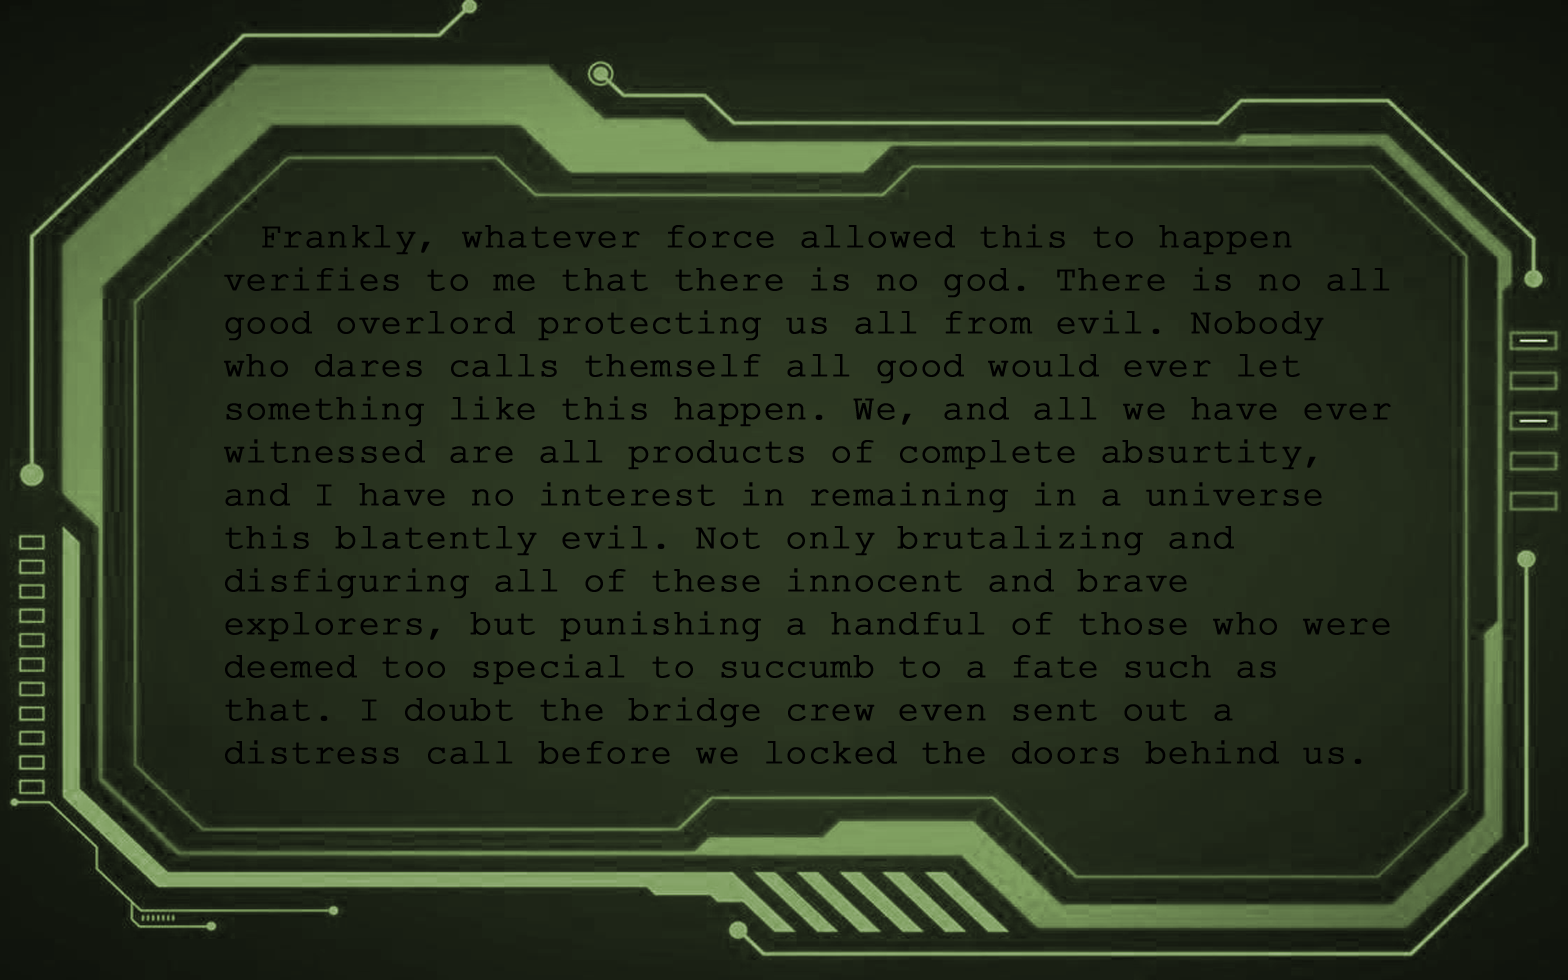 Frankly, whatever force allowed this to happen
verifies to me that there is no god. There is no all
good overlord protecting us all from evil. Nobody
who dares calls themself all good would ever let
something like this happen. We, and all we have ever
witnessed are all products of complete absurtity,
and I have no interest in remaining in a universe
this blatently evil. Not only brutalizing and
disfiguring all of these innocent and brave
explorers, but punishing a handful of those who were
deemed too special to succumb to a fate such as
that. I doubt the bridge crew even sent out a
distress call before we locked the doors behind us.